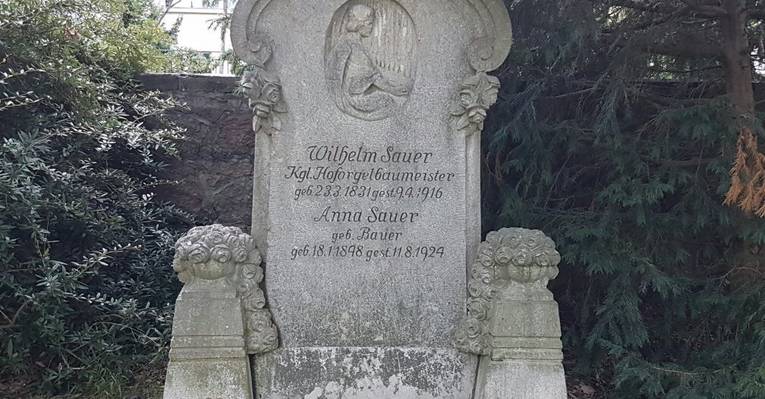 Wilhelm Sauer
Kgl. Hoforgelbaumeister
geb. 23.3.1831 gest. 9.4.1916
Anna Sauer
geb. Bauer
geb. 18.1.1848 gest. 11.8.1924